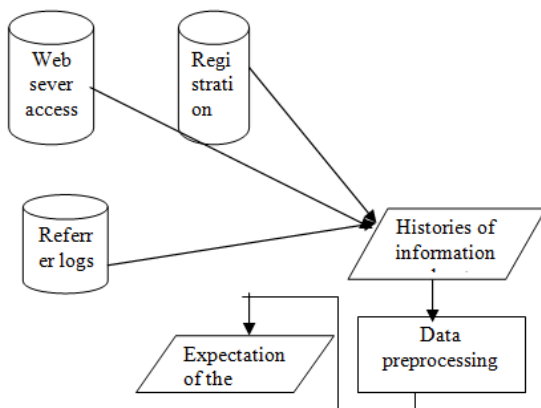 Web
sever
access
Regi
strati
on
Referr
er logs
Histories of
information
Expectation
of the
Data
preprocessing